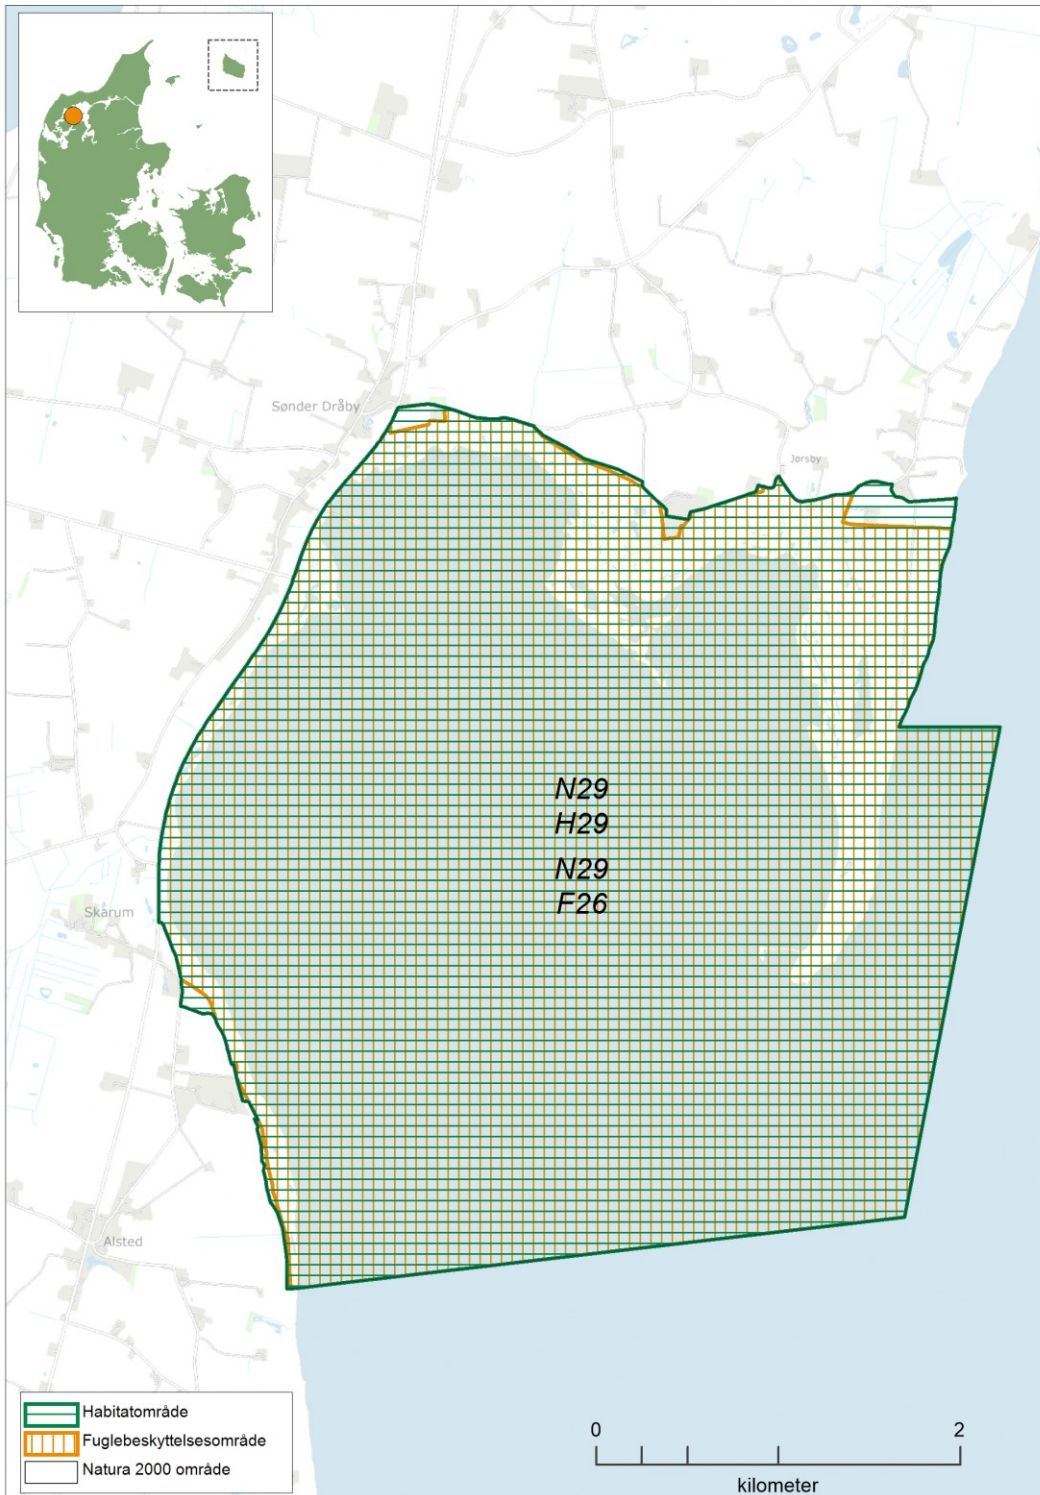 Sønder Dråby
Jørsby
N29
H29
N29
F26
Skarum
Alsted
Habitatområde
Fuglebeskyttelsesområde
Natura 2000 område
0 2
kilometer